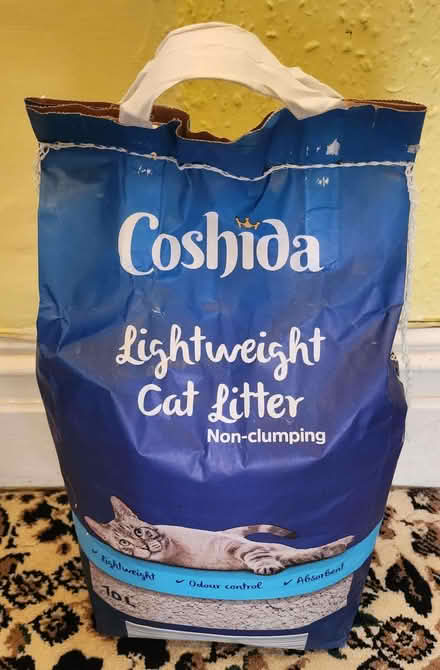 Coshida
Lightweight
Cat Litter
Non-clumping
✓ Lightweight ✓ Odour control ✓ Absorbent
10L